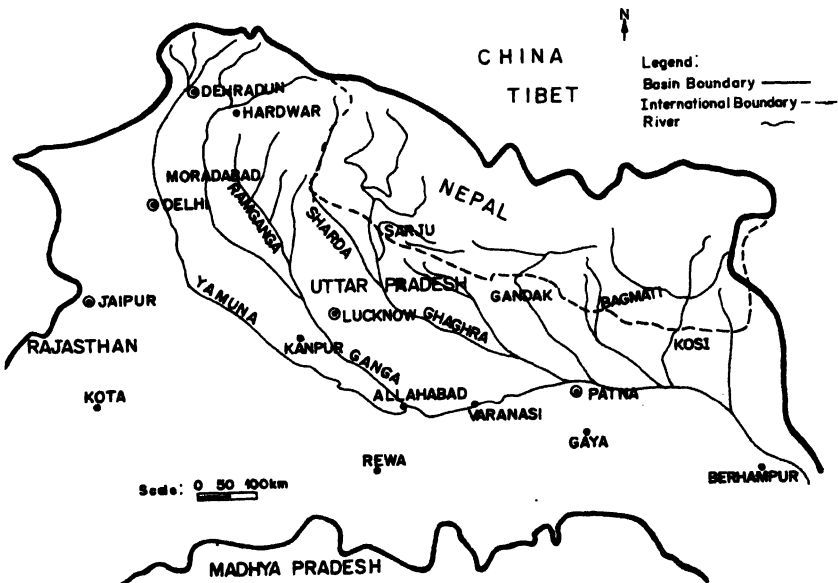 N
CHINA
TIBET
Legend:
Basin Boundary
International Boundary
River
DEHRADUN
HARDWAR
MORADABAD
DELHI
RAMGANGA
SHARDA
SARJU
NEPAL
JAIPUR
YAMUNA
UTTAR PRADESH
LUCKNOW
GHAGHRA
GANDAK
BAGMATI
RAJASTHAN
KANPUR
GANGA
KOSI
KOTA
ALLAHABAD
VARANASI
PATNA
GAYA
REWA
BERHAMPUR
Scale: 0 50 100km
MADHYA PRADESH